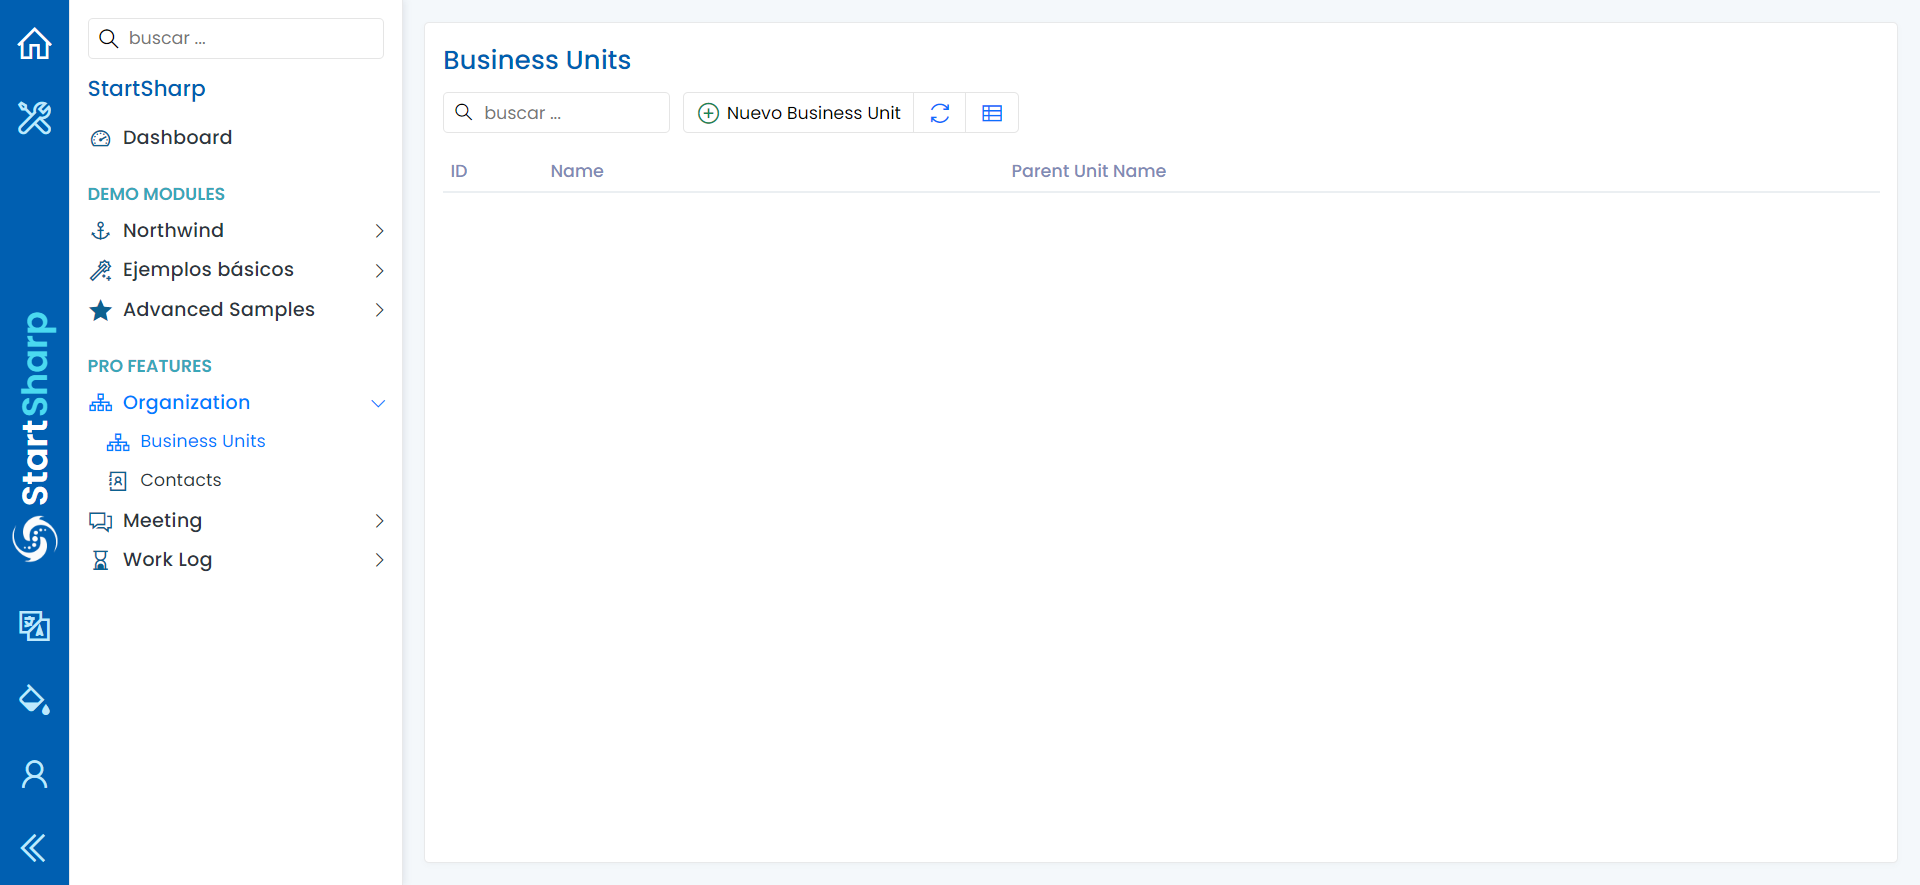 buscar ...
StartSharp
Dashboard
DEMO MODULES
Northwind
Ejemplos básicos
Advanced Samples
PRO FEATURES
Organization
Business Units
Contacts
Meeting
Work Log
StartSharp
Business Units
buscar ...
Nuevo Business Unit
ID Name Parent Unit Name